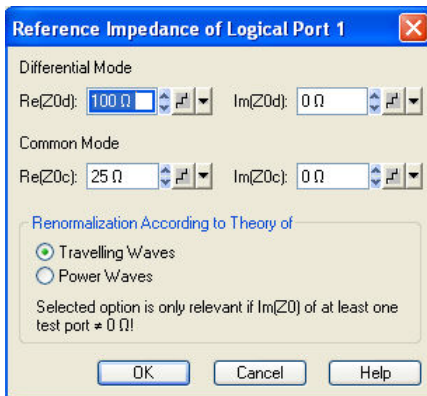 Reference Impedance of Logical Port 1
Differential Mode
Re(Z0d): 100 Ω Im(Z0d): 0 Ω
Common Mode
Re(Z0c): 25 Ω Im(Z0c): 0 Ω
Renormalization According to Theory of
Travelling Waves
Power Waves
Selected option is only relevant if Im(Z0) of at least one
test port ≠ 0 Ω!
OK Cancel Help